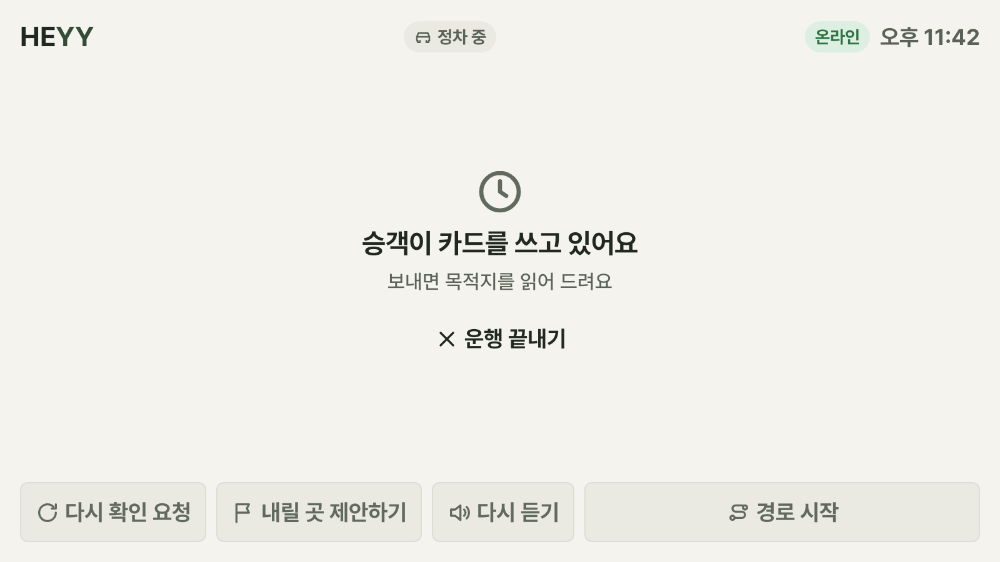 HEYY
정차 중
온라인
오후 11:42
승객이 카드를 쓰고 있어요
보내면 목적지를 읽어 드려요
운행 끝내기
다시 확인 요청
내릴 곳 제안하기
다시 듣기
경로 시작